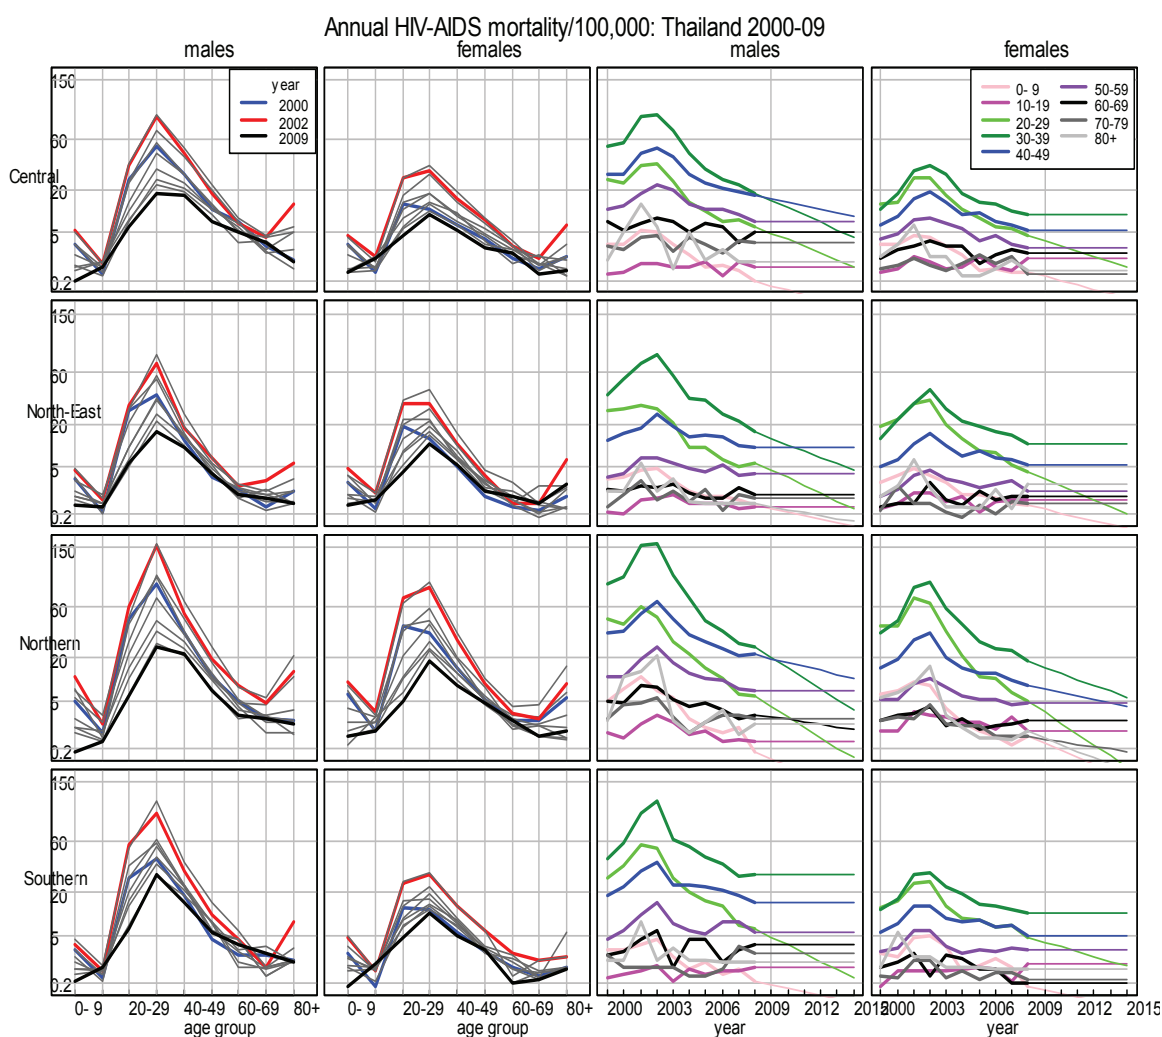 Annual HIV-AIDS mortality/100,000: Thailand 2000-09
males females males females
year
2000
2002
2009
0- 9 50-59
10-19 60-69
20-29 70-79
30-39 80+
40-49
150
60
Central 20
5
0.2
150
60
North-East 20
5
0.2
150
60
Northern 20
5
0.2
150
60
Southern 20
5
0.2
0- 9 20-29 40-49 60-69 80+ 0- 9 20-29 40-49 60-69 80+ 2000 2003 2006 2009 2012 2015 2000 2003 2006 2009 2012 2015
age group age group year year